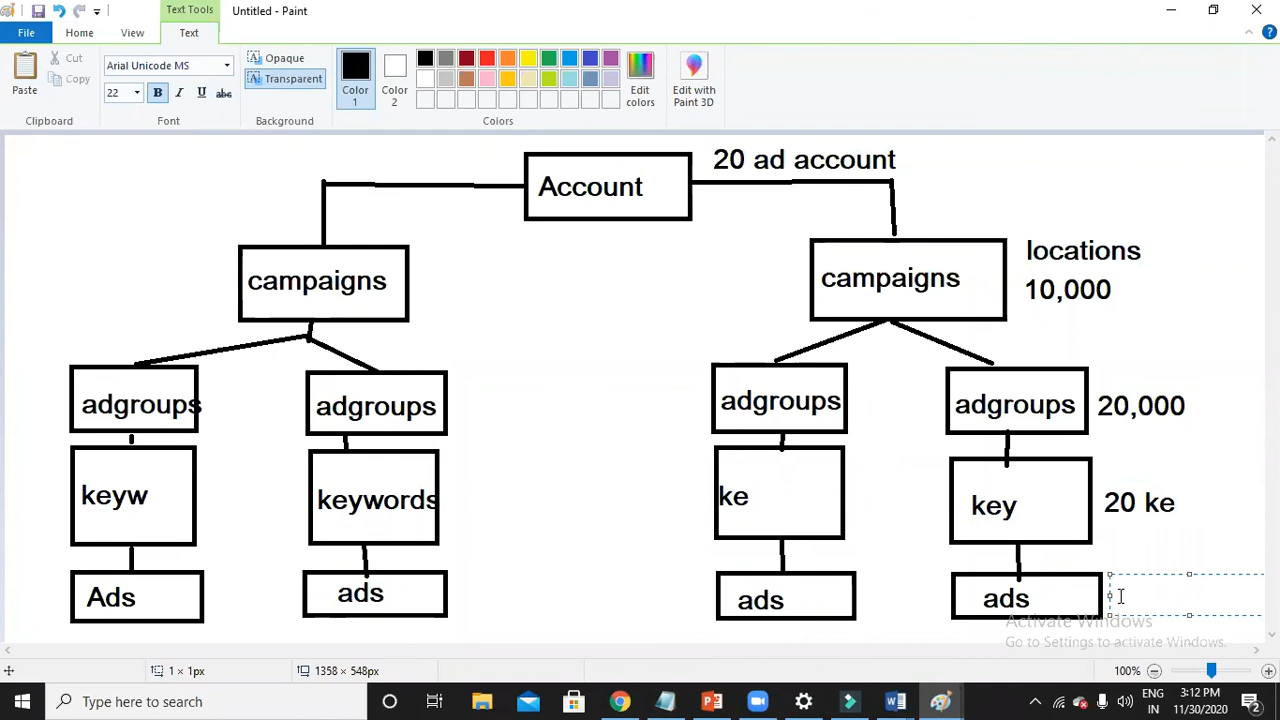 Text Tools
Untitled - Paint
File
Home
View
Text
Paste
Cut
Copy
Clipboard
Arial Unicode MS
22
B
I
U
abc
Font
Opaque
Transparent
Background
Color
1
Color
2
Edit
colors
Colors
Edit with
Paint 3D
20 ad account
Account
campaigns
campaigns
locations
10,000
adgroups
adgroups
adgroups
adgroups
20,000
keyw
keywords
ke
key
20 ke
Ads
ads
ads
ads
Activate Windows
Go to Settings to activate Windows.
1 × 1px
1358 × 548px
100%
Type here to search
ENG
IN
3:12 PM
11/30/2020
2